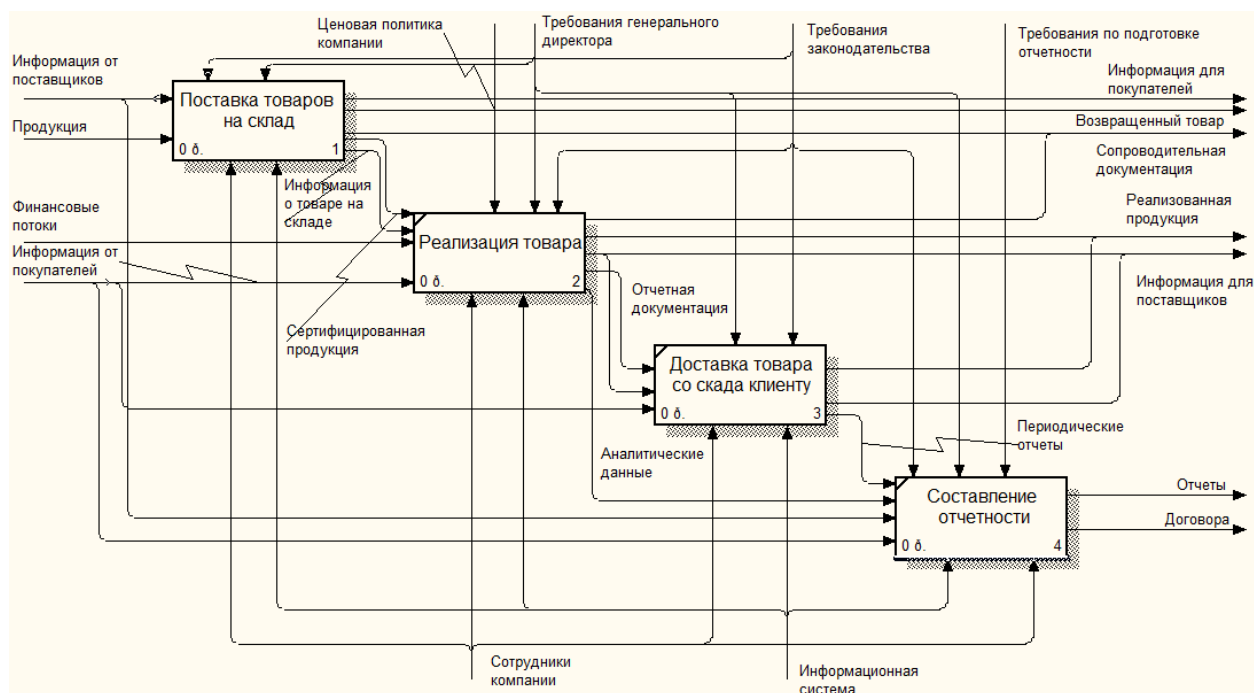 Ценовая политика
компании
Требования генерального
директора
Требования
законодательства
Требования по подготовке
отчетности
Информация от
поставщиков
Информация для
покупателей
Поставка товаров
на склад
0 ð.
1
Продукция
Возвращенный товар
Сопроводительная
документация
Информация
о товаре на
складе
Финансовые
потоки
Реализованная
продукция
Реализация товара
0 ð.
2
Информация от
покупателей
Информация для
поставщиков
Отчетная
документация
Сертифицированная
продукция
Доставка товара
со скада клиенту
0 ð.
3
Периодические
отчеты
Аналитические
данные
Составление
отчетности
0 ð.
4
Отчеты
Договора
Сотрудники
компании
Информационная
система